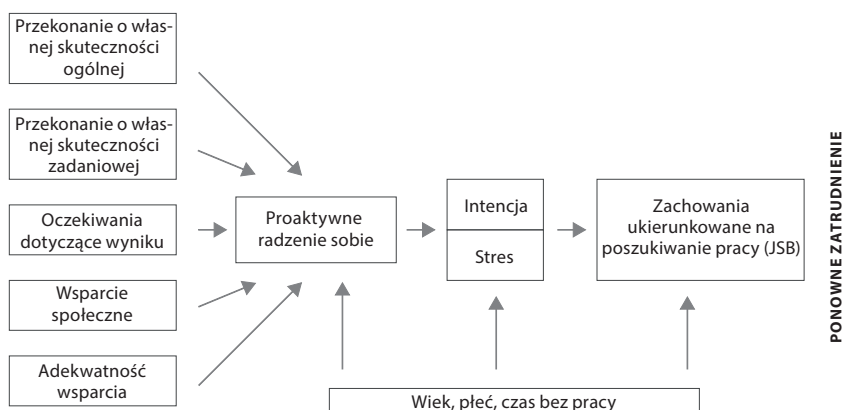 Przekonanie o włas-
nej skuteczności
ogólnej
Przekonanie o włas-
nej skuteczności
zadaniowej
Oczekiwania
dotyczące wyniku
Wsparcie
społeczne
Adekwatność
wsparcia
Proaktywne
radzenie sobie
Intencja
Stres
Zachowania
ukierunkowane na
poszukiwanie pracy (JSB)
Wiek, płeć, czas bez pracy
PONOWNE ZATRUDNIENIE